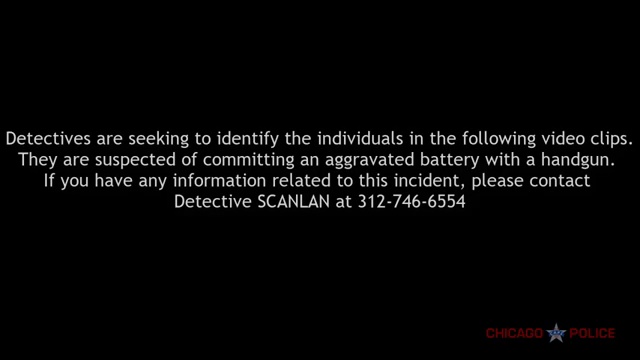 Detectives are seeking to identify the individuals in the following video clips.
They are suspected of committing an aggravated battery with a handgun.
If you have any information related to this incident, please contact
Detective SCANLAN at 312-746-6554
CHICAGO POLICE